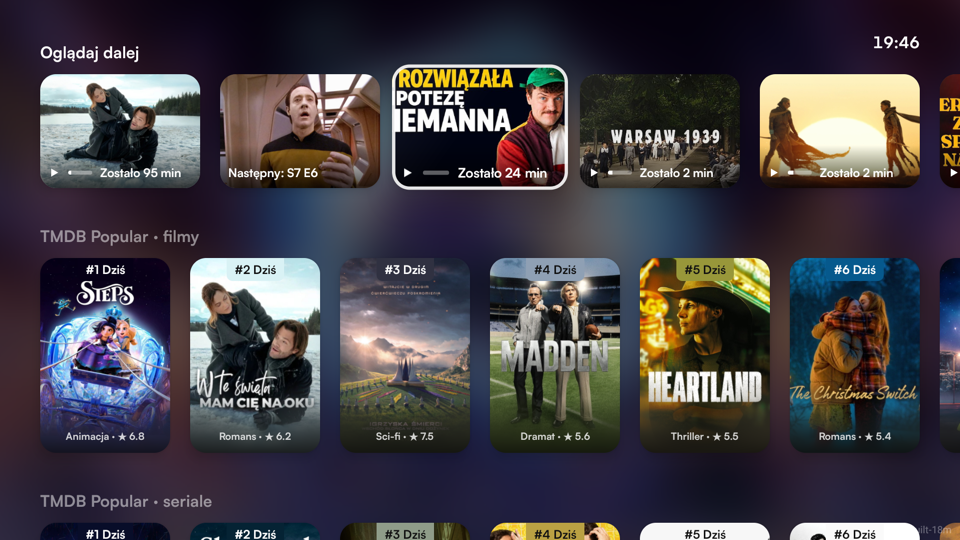 19:46
Oglądaj dalej
Zostało 95 min
Następny: S7 E6
ROZWIĄZAŁA
POTEZĘ
IEMANNA
Zostało 24 min
WARSAW 1939
Zostało 2 min
Zostało 2 min
TMDB Popular · filmy
#1 Dziś
STEPS
Animacja · ★ 6.8
#2 Dziś
W te święta
MAM CIĘ NA OKU
Romans · ★ 6.2
#3 Dziś
Sci-fi · ★ 7.5
#4 Dziś
MADDEN
Dramat · ★ 5.6
#5 Dziś
HEARTLAND
Thriller · ★ 5.5
#6 Dziś
The Christmas Switch
Romans · ★ 5.4
TMDB Popular · seriale
#1 Dziś
#2 Dziś
#3 Dziś
#4 Dziś
#5 Dziś
#6 Dziś